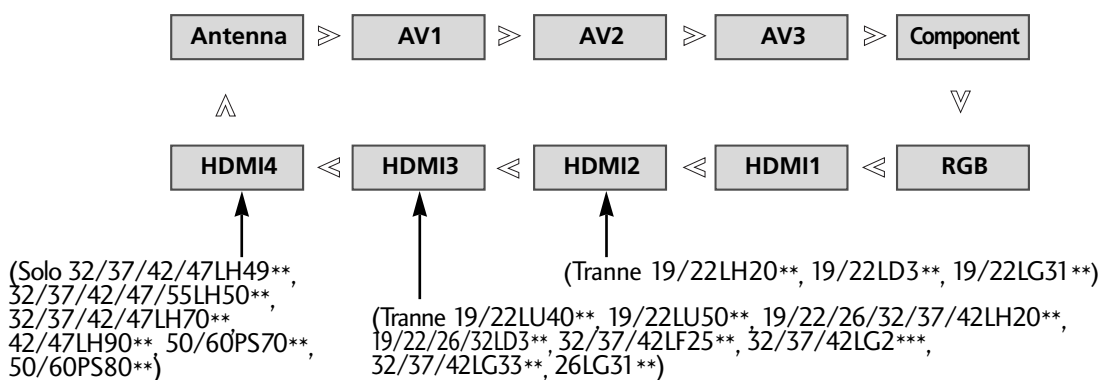 Antenna AV1 AV2 AV3 Component
HDMI4 HDMI3 HDMI2 HDMI1 RGB
(Solo 32/37/42/47LH49**,
32/37/42/47/55LH50**,
32/37/42/47LH70**,
42/47LH90**, 50/60PS70**,
50/60PS80**)
(Tranne 19/22LU40**, 19/22LU50**, 19/22/26/32/37/42LH20**,
19/22/26/32LD3**, 32/37/42LF25**, 32/37/42LG2***,
32/37/42LG33**, 26LG31**)
(Tranne 19/22LH20**, 19/22LD3**, 19/22LG31**)